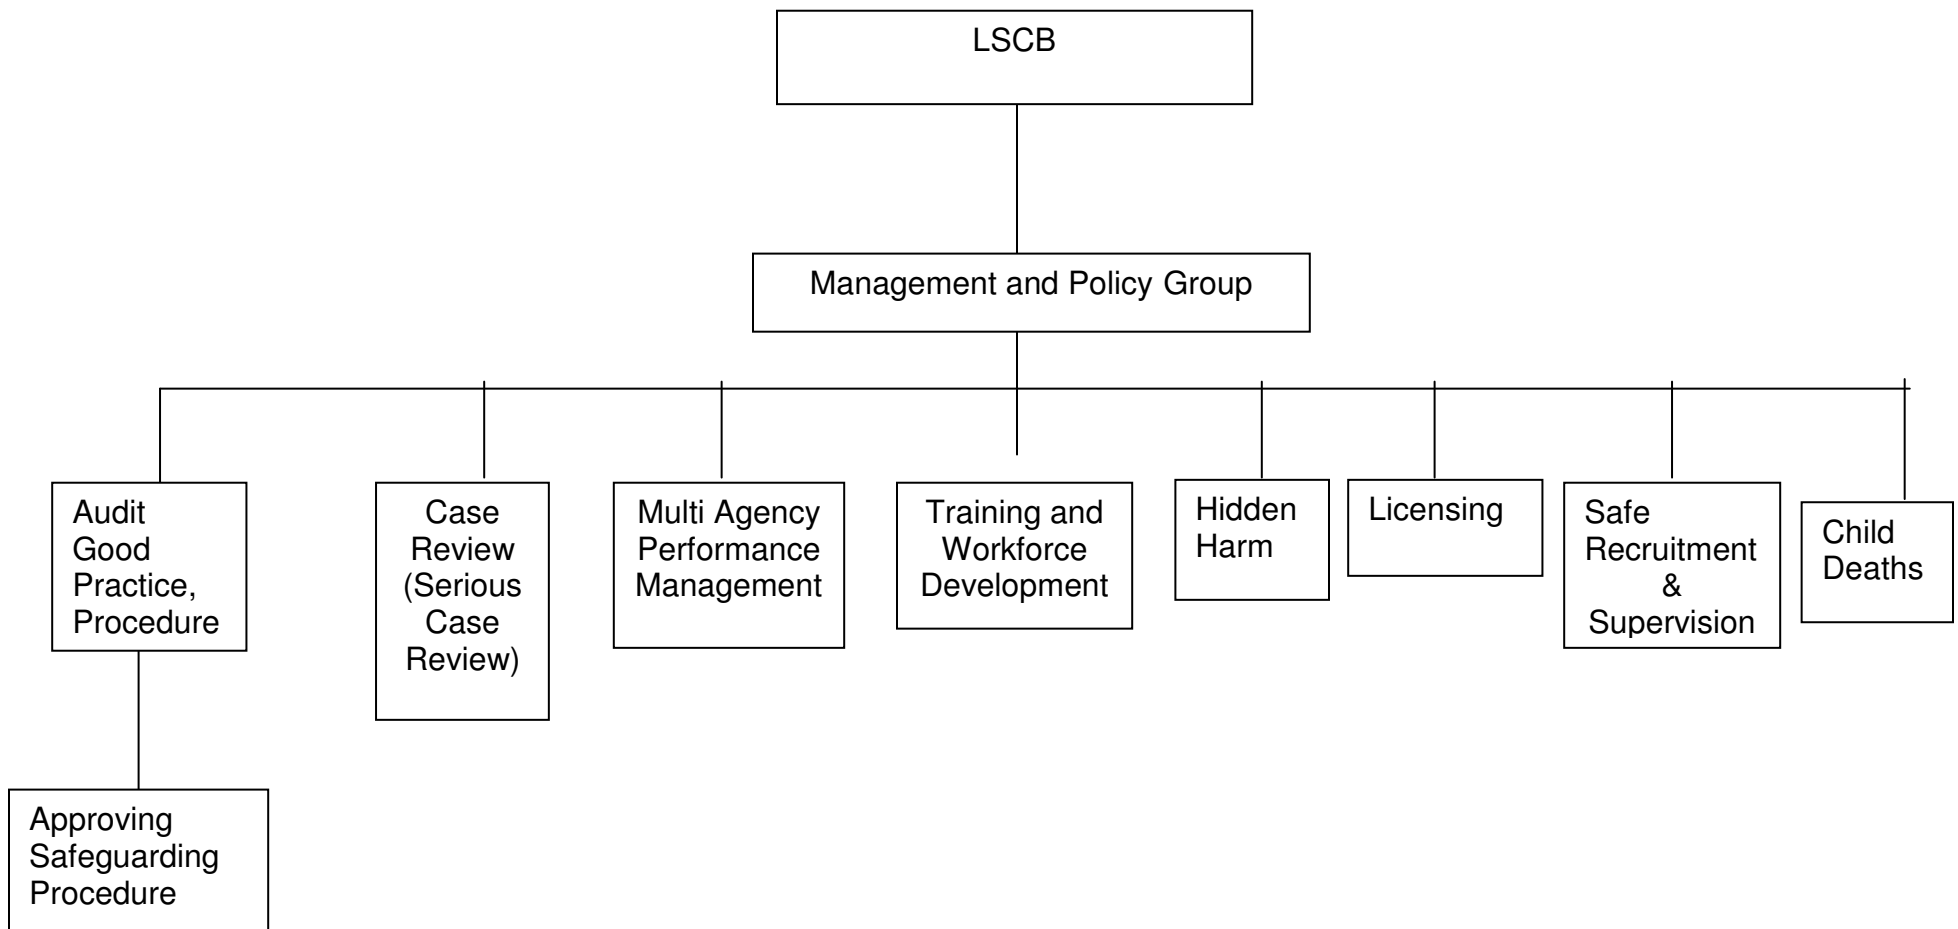 LSCB
Management and Policy Group
Audit
Good
Practice,
Procedure
Case
Review
(Serious
Case
Review)
Multi Agency
Performance
Management
Training and
Workforce
Development
Hidden
Harm
Licensing
Safe
Recruitment
&
Supervision
Child
Deaths
Approving
Safeguarding
Procedure